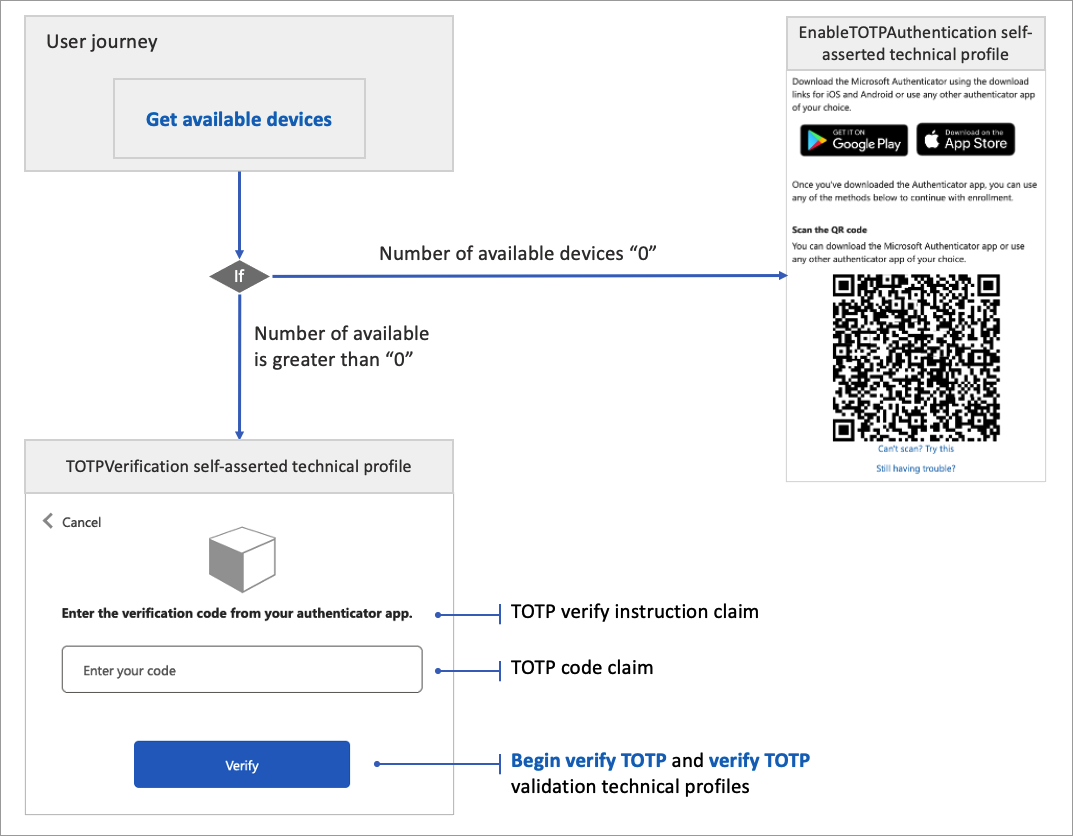 User journey
Get available devices
If
Number of available devices “0”
Number of available
is greater than “0”
EnableTOTPAuthentication self-
asserted technical profile
Download the Microsoft Authenticator using the download
links for iOS and Android or use any other authenticator app
of your choice.
GET IT ON
Google Play
Download on the
App Store
Once you've downloaded the Authenticator app, you can use
any of the methods below to continue with enrollment.
Scan the QR code
You can download the Microsoft Authenticator app or use
any other authenticator app of your choice.
Can't scan? Try this
Still having trouble?
TOTPVerification self-asserted technical profile
Cancel
Enter the verification code from your authenticator app.
TOTP verify instruction claim
Enter your code
TOTP code claim
Verify
Begin verify TOTP and verify TOTP
validation technical profiles